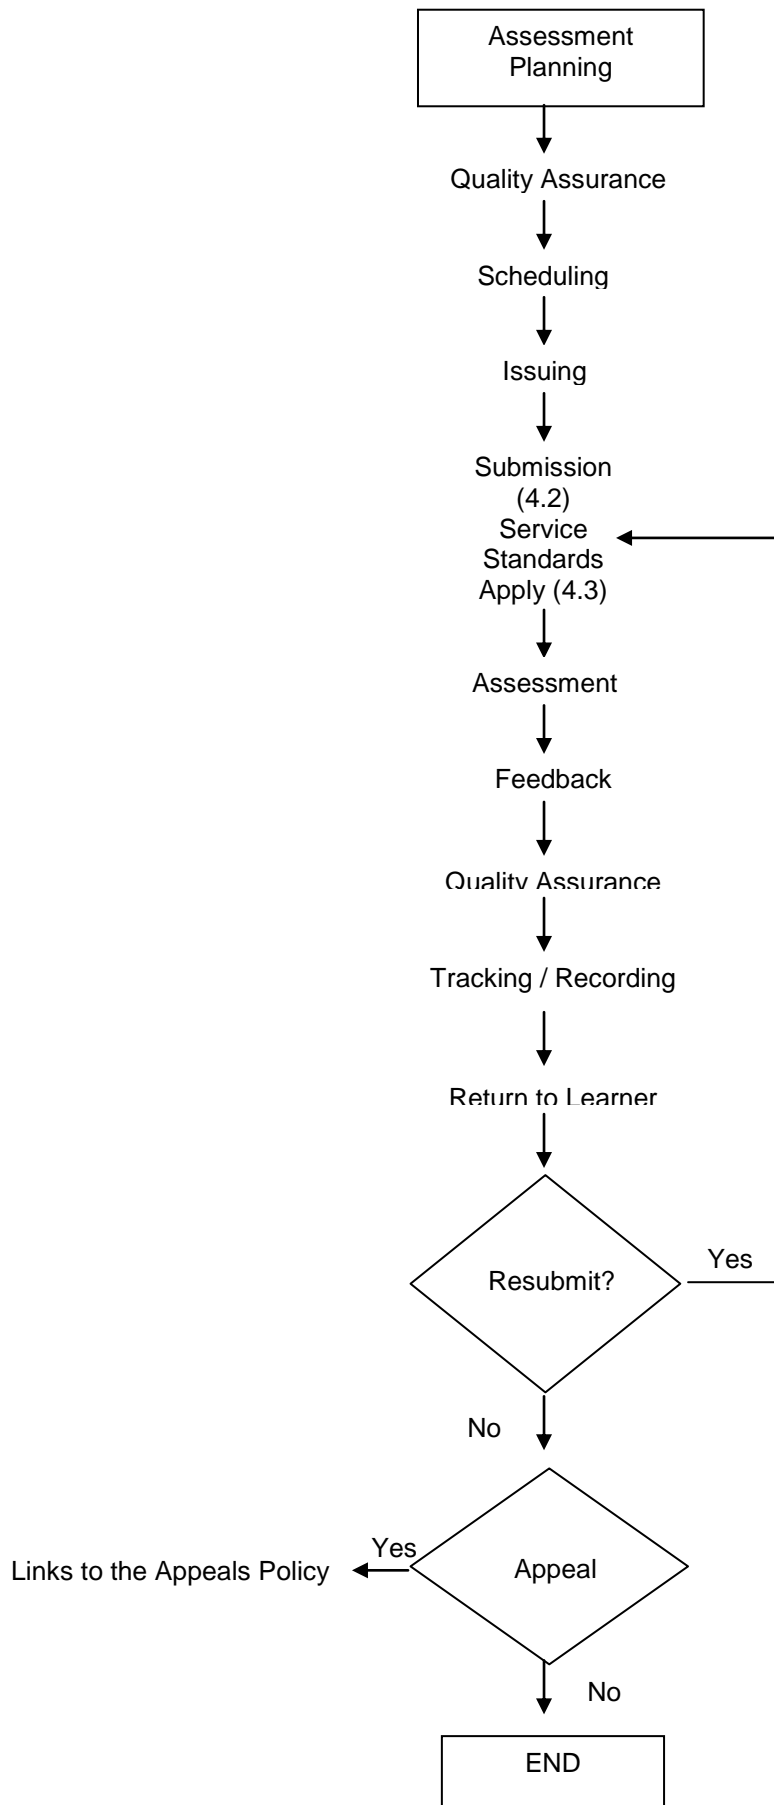 Assessment
Planning
Quality Assurance
Scheduling
Issuing
Submission
(4.2)
Service
Standards
Apply (4.3)
Assessment
Feedback
Quality Assurance
Tracking / Recording
Return to Learner
Resubmit?
Yes
No
Appeal
Yes
Links to the Appeals Policy
No
END